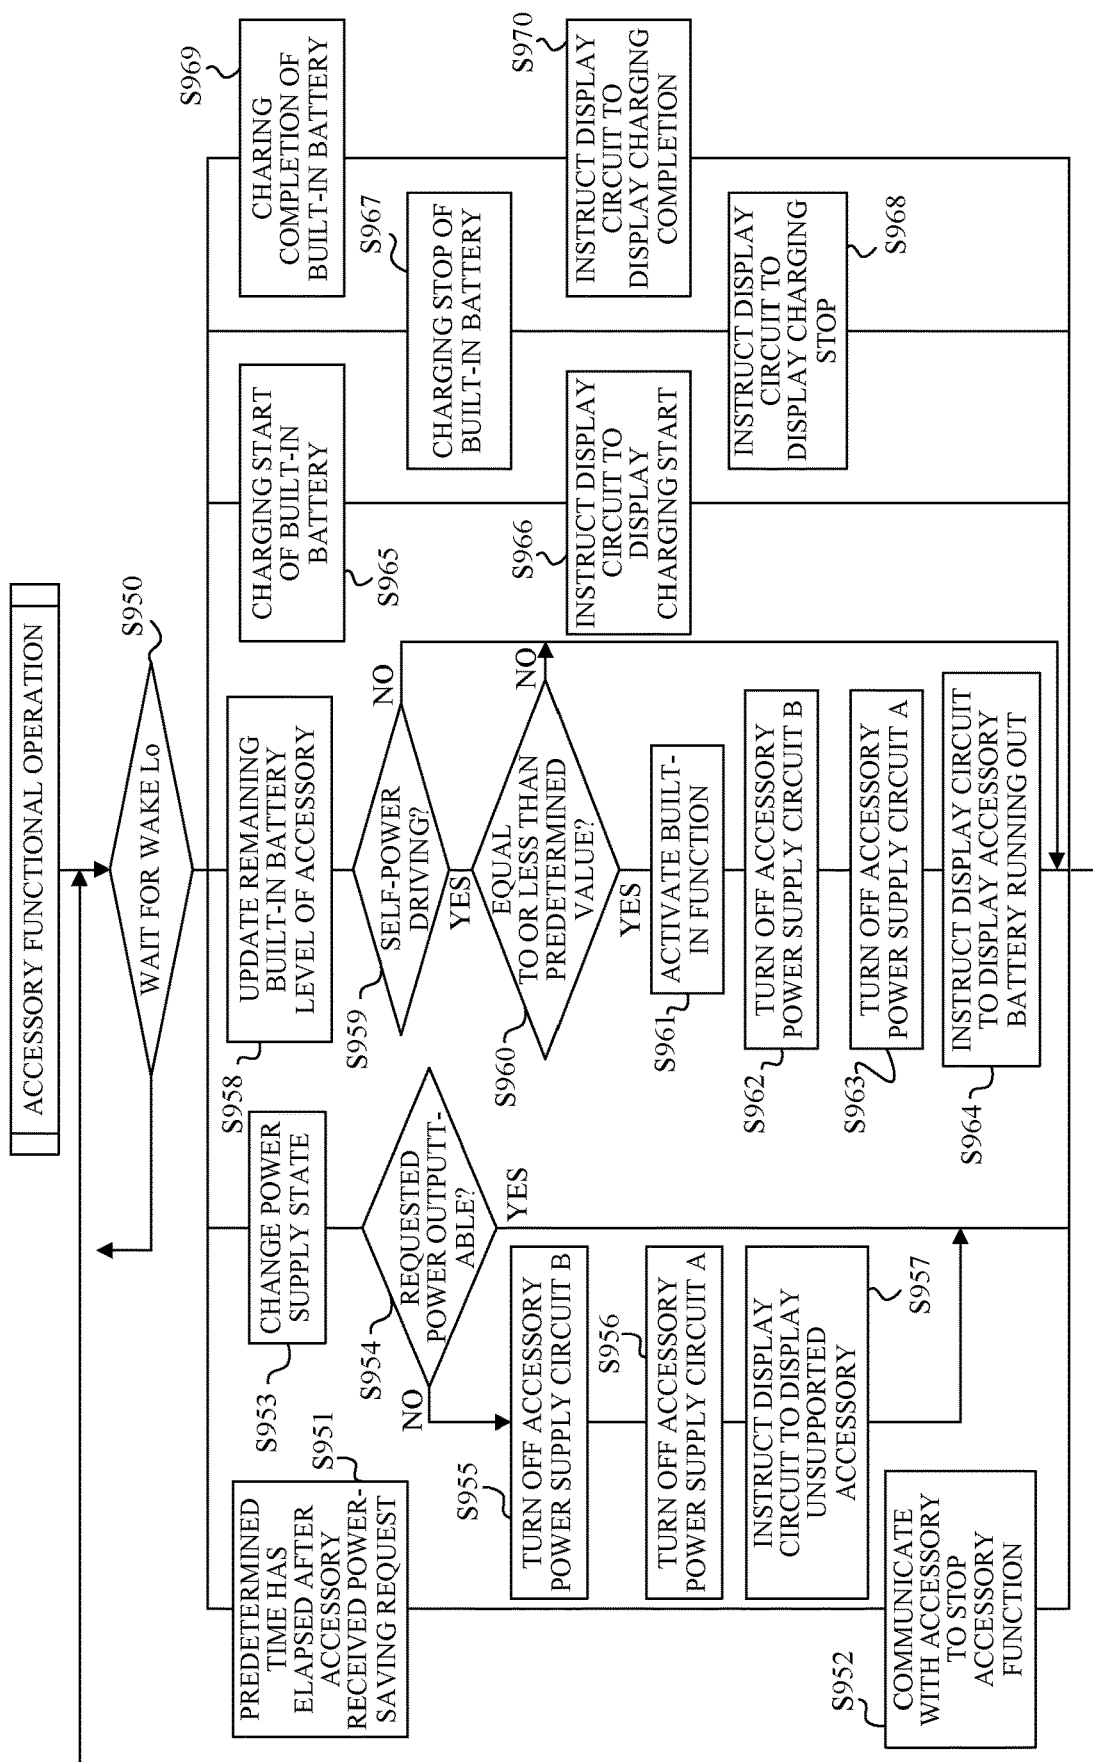 ACCESSORY FUNCTIONAL OPERATION
WAIT FOR WAKE Lo
S950
PREDETERMINED
TIME HAS
ELAPSED AFTER
ACCESSORY
RECEIVED POWER-
SAVING REQUEST
S951
COMMUNICATE
WITH ACCESSORY
TO STOP
ACCESSORY
FUNCTION
S952
CHANGE POWER
SUPPLY STATE
S953
REQUESTED
POWER OUTPUTT-
ABLE?
S954
NO
YES
TURN OFF ACCESSORY
POWER SUPPLY CIRCUIT B
S955
TURN OFF ACCESSORY
POWER SUPPLY CIRCUIT A
S956
INSTRUCT DISPLAY
CIRCUIT TO DISPLAY
UNSUPPORTED
ACCESSORY
S957
UPDATE REMAINING
BUILT-IN BATTERY
LEVEL OF ACCESSORY
S958
SELF-POWER
DRIVING?
S959
NO
YES
EQUAL
TO OR LESS THAN
PREDETERMINED
VALUE?
S960
NO
YES
ACTIVATE BUILT-
IN FUNCTION
S961
TURN OFF ACCESSORY
POWER SUPPLY CIRCUIT B
S962
TURN OFF ACCESSORY
POWER SUPPLY CIRCUIT A
S963
INSTRUCT DISPLAY CIRCUIT
TO DISPLAY ACCESSORY
BATTERY RUNNING OUT
S964
CHARGING START
OF BUILT-IN
BATTERY
S965
INSTRUCT DISPLAY
CIRCUIT TO
DISPLAY
CHARGING START
S966
CHARGING STOP OF
BUILT-IN BATTERY
S967
INSTRUCT DISPLAY
CIRCUIT TO
DISPLAY CHARGING
STOP
S968
CHARING
COMPLETION OF
BUILT-IN BATTERY
S969
INSTRUCT DISPLAY
CIRCUIT TO
DISPLAY CHARGING
COMPLETION
S970